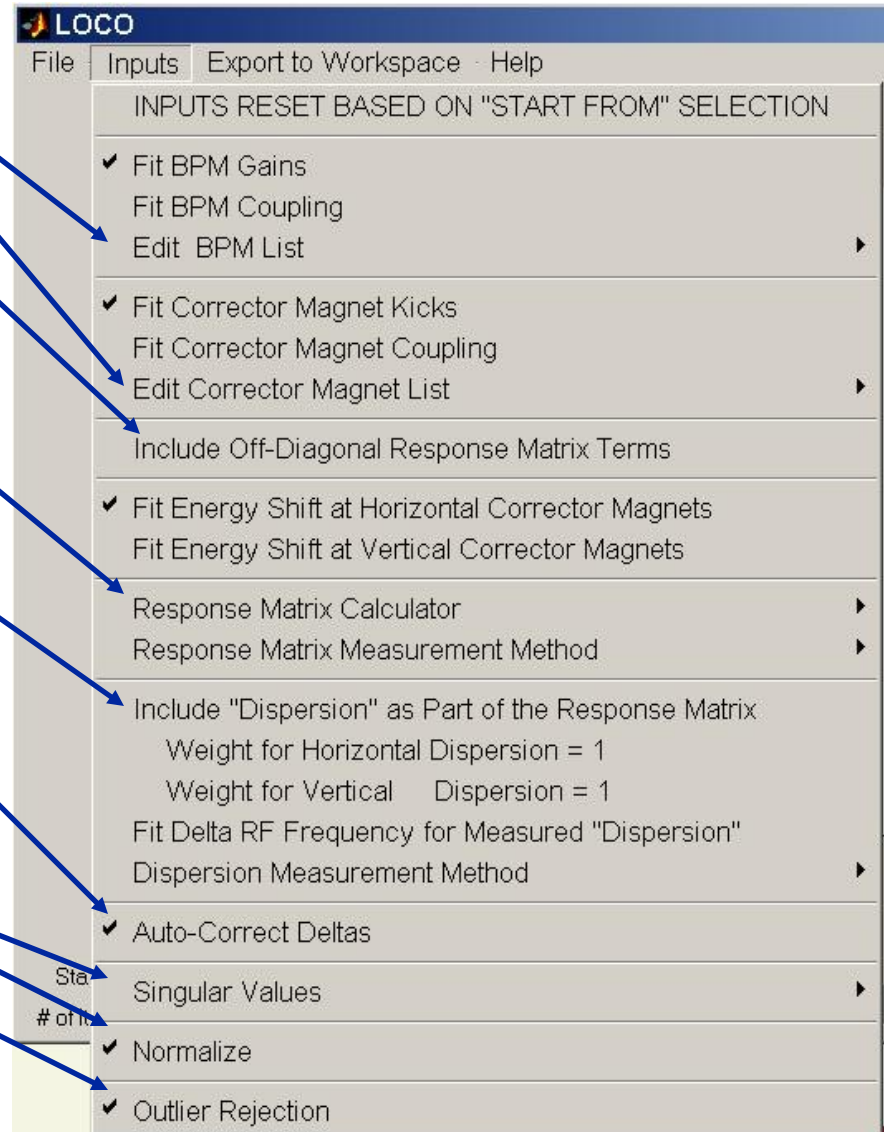 LOCO
File Inputs Export to Workspace Help
INPUTS RESET BASED ON "START FROM" SELECTION
Fit BPM Gains
Fit BPM Coupling
Edit BPM List
Fit Corrector Magnet Kicks
Fit Corrector Magnet Coupling
Edit Corrector Magnet List
Include Off-Diagonal Response Matrix Terms
Fit Energy Shift at Horizontal Corrector Magnets
Fit Energy Shift at Vertical Corrector Magnets
Response Matrix Calculator
Response Matrix Measurement Method
Include "Dispersion" as Part of the Response Matrix
Weight for Horizontal Dispersion = 1
Weight for Vertical Dispersion = 1
Fit Delta RF Frequency for Measured "Dispersion"
Dispersion Measurement Method
Auto-Correct Deltas
Sta
Singular Values
# of
Normalize
Outlier Rejection